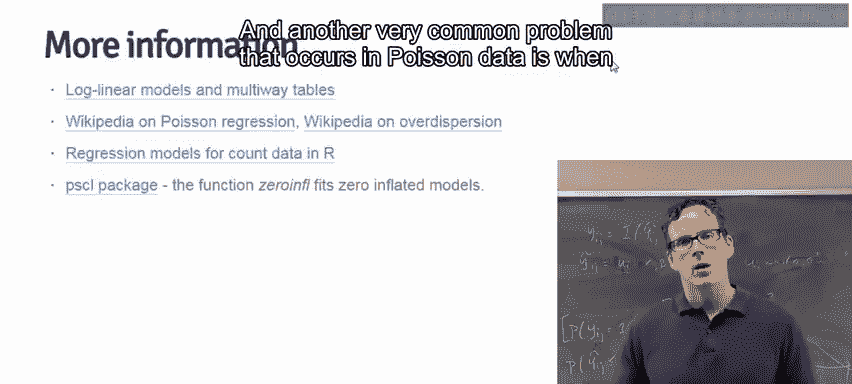 More information
And another very common problem
that occurs in Poisson data is when
· Log-linear models and multiway tables
· Wikipedia on Poisson regression, Wikipedia on overdispersion
· Regression models for count data in R
· pscl package - the function zeroinfl fits zero inflated models.